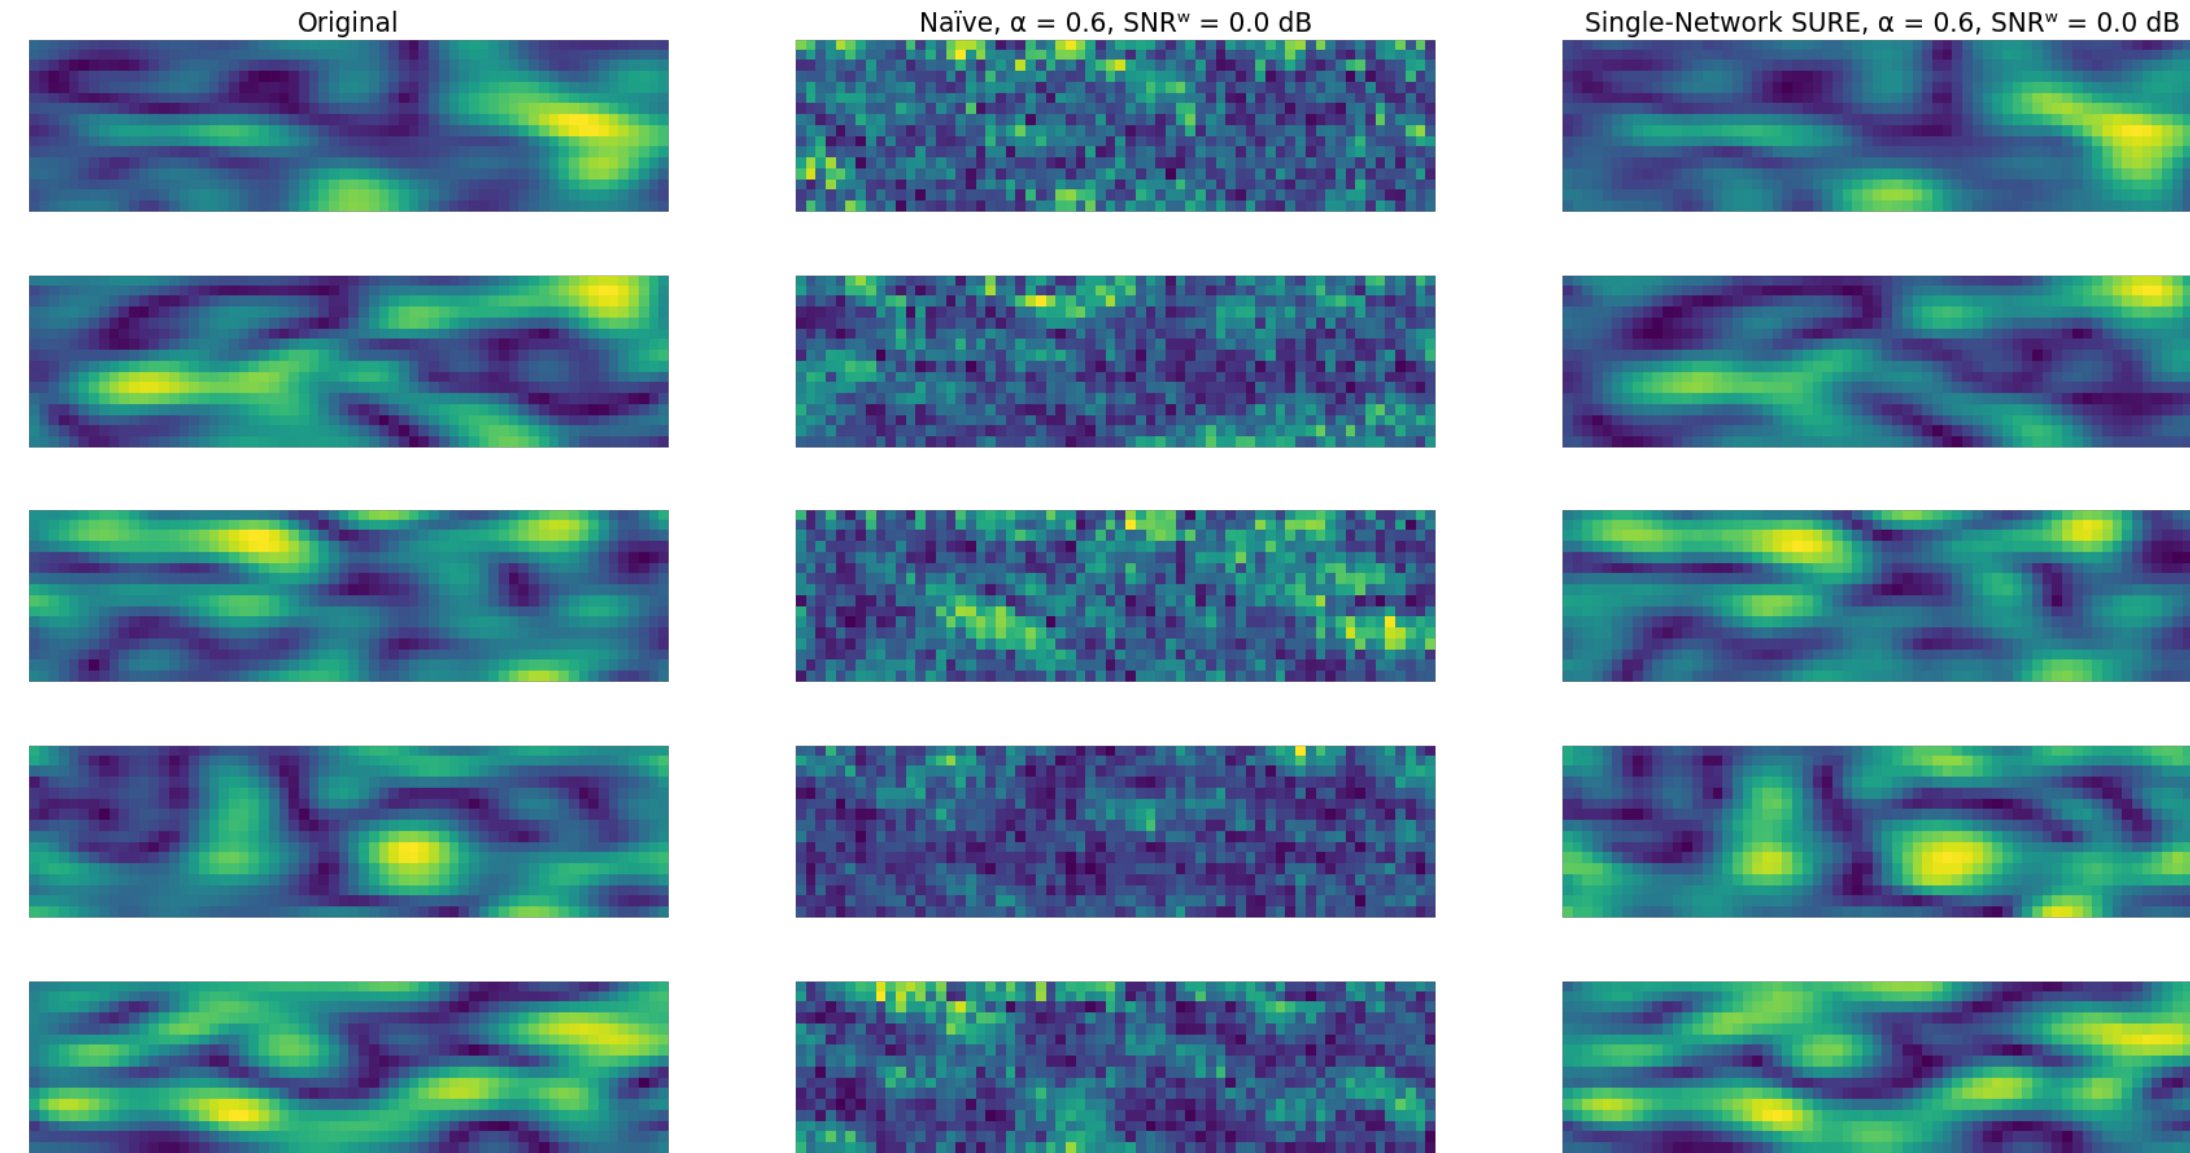 Original
Naïve, α = 0.6, SNRʷ = 0.0 dB
Single-Network SURE, α = 0.6, SNRʷ = 0.0 dB